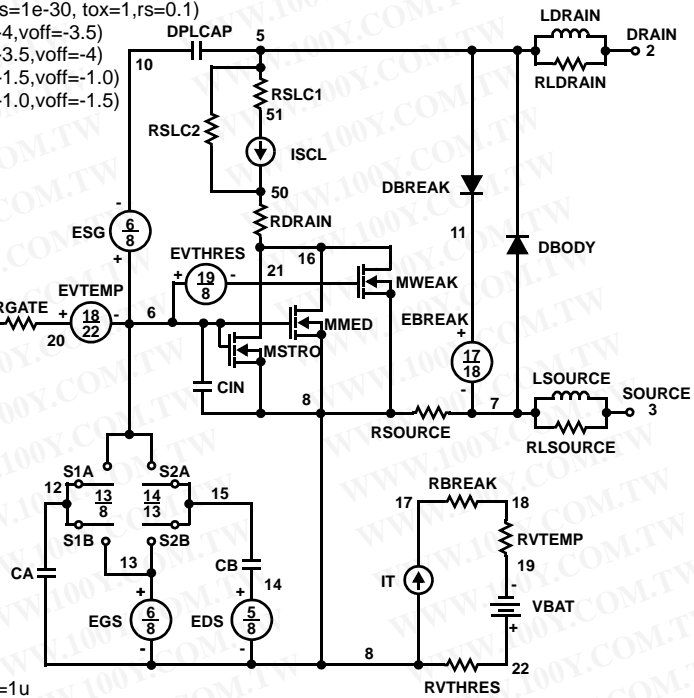 s=1e-30, tox=1,rs=0.1)
-4,voff=-3.5)
-3.5,voff=-4)
-1.5,voff=-1.0)
-1.0,voff=-1.5)
DPLCAP
5
10
LDRAIN
DRAIN
2
RLDRAIN
RSLC1
51
RSLC2
ISCL
50
RDRAIN
DBREAK
11
DBODY
-
ESG
6
8
+
EVTHRES
+
19
8
-
21
16
MWEAK
MMED
MSTRO
EBREAK
+
17
18
-
RGATE
EVTEMP
+
18
22
-
20
6
CIN
8
RSOURCE
7
LSOURCE
SOURCE
3
RLSOURCE
S1A
S2A
12
13
8
14
13
15
S1B
S2B
13
CA
CB
14
+
EGS
6
8
-
+
EDS
5
8
-
RBREAK
17
18
RVTEMP
19
IT
-
VBAT
+
8
22
RVTHRES
=1u
WWW.100Y.COM.TW